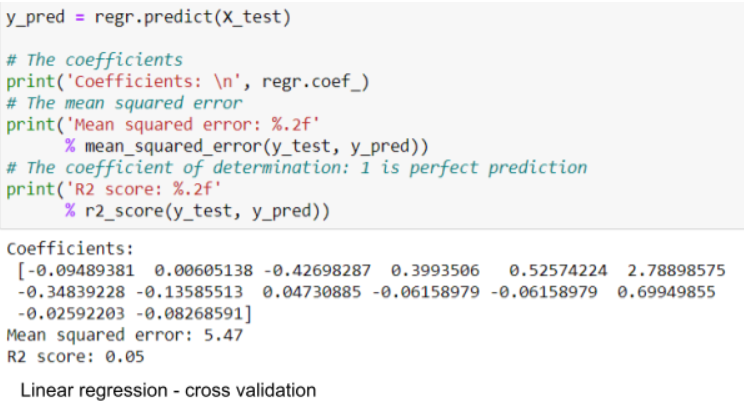 y_pred = regr.predict(X_test)
# The coefficients
print('Coefficients: \n', regr.coef_)
# The mean squared error
print('Mean squared error: %.2f'
      % mean_squared_error(y_test, y_pred))
# The coefficient of determination: 1 is perfect prediction
print('R2 score: %.2f'
      % r2_score(y_test, y_pred))
Coefficients:
 [-0.09489381  0.00605138 -0.42698287  0.3993506   0.52574224  2.78898575
 -0.34839228 -0.13585513  0.04730885 -0.06158979 -0.06158979  0.69949855
 -0.02592203 -0.08268591]
Mean squared error: 5.47
R2 score: 0.05
Linear regression - cross validation